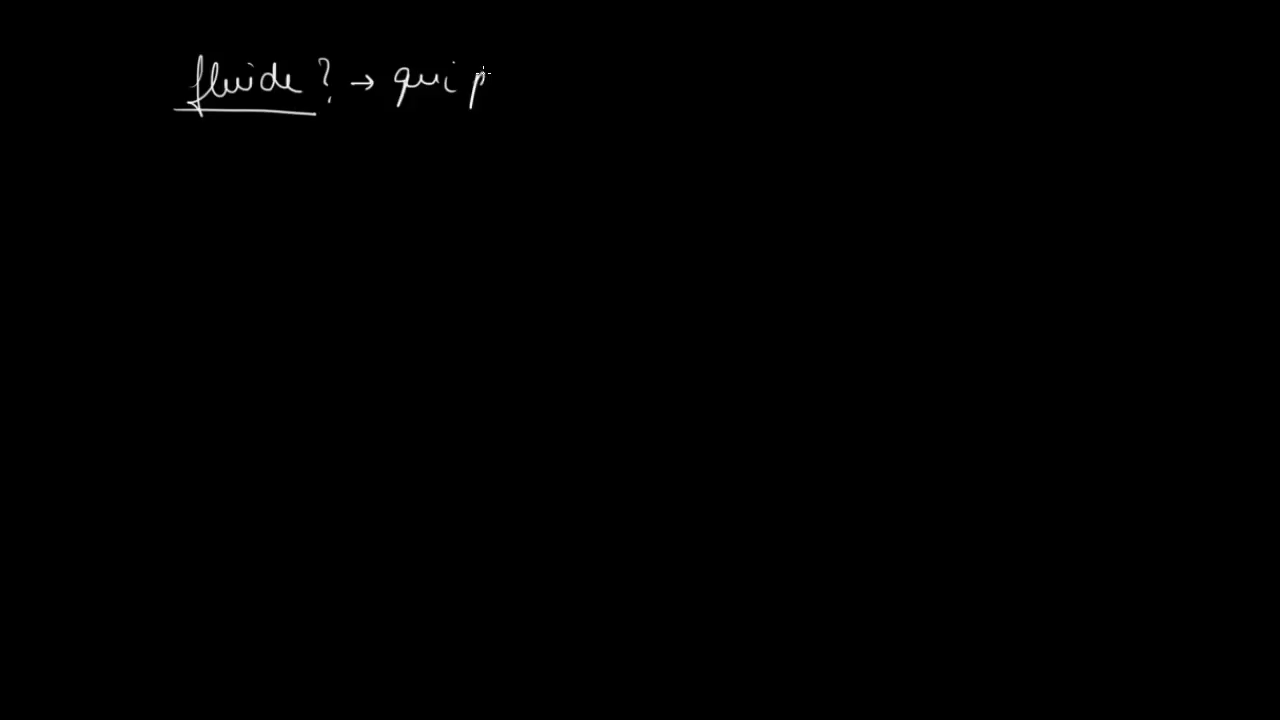 fluide ? → qui p